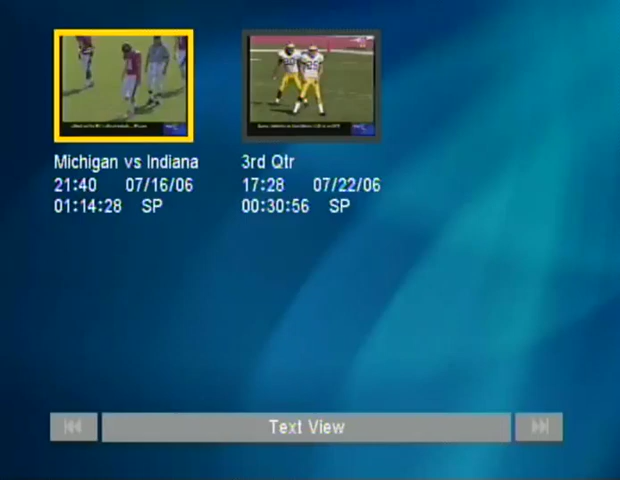 Michigan vs Indiana
21:40 07/16/06
01:14:28 SP
3rd Qtr
17:28 07/22/06
00:30:56 SP
Text View